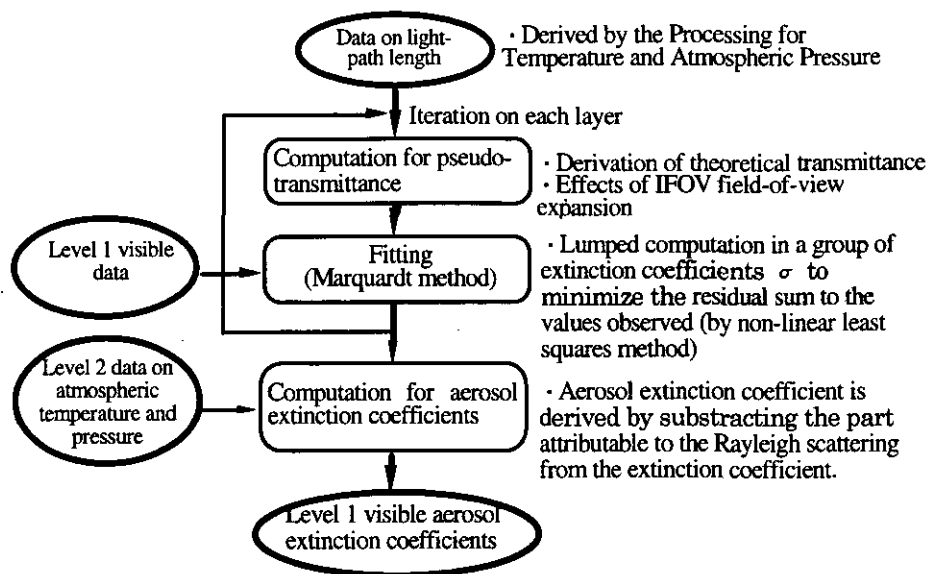 Data on light-
path length
· Derived by the Processing for
Temperature and Atmospheric Pressure
Iteration on each layer
Computation for pseudo-
transmittance
· Derivation of theoretical transmittance
· Effects of IFOV field-of-view
expansion
Level 1 visible
data
Fitting
(Marquardt method)
· Lumped computation in a group of
extinction coefficients σ to
minimize the residual sum to the
values observed (by non-linear least
squares method)
Level 2 data on
atmospheric
temperature and
pressure
Computation for aerosol
extinction coefficients
· Aerosol extinction coefficient is
derived by substracting the part
attributable to the Rayleigh scattering
from the extinction coefficient.
Level 1 visible aerosol
extinction coefficients